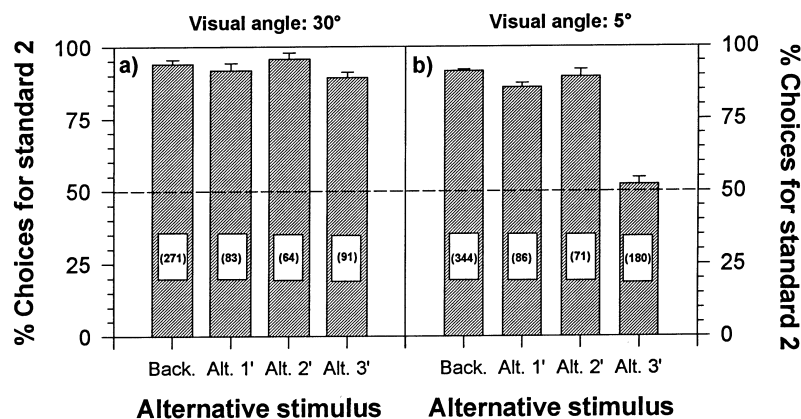 Visual angle: 30°
Visual angle: 5°
% Choices for standard 2
100
75
50
25
0
a)
(271) (83) (64) (91)
Back. Alt. 1' Alt. 2' Alt. 3'
Alternative stimulus
b)
(344) (86) (71) (180)
Back. Alt. 1' Alt. 2' Alt. 3'
Alternative stimulus
100
75
50
25
0
% Choices for standard 2